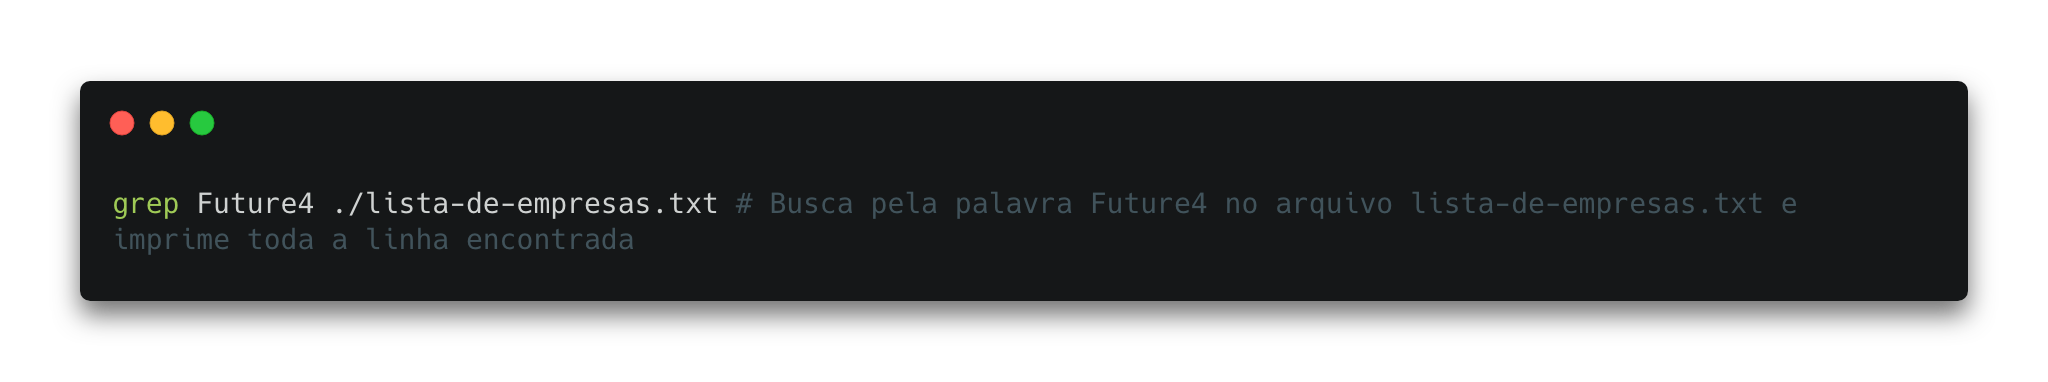 grep Future4 ./lista-de-empresas.txt # Busca pela palavra Future4 no arquivo lista-de-empresas.txt e
imprime toda a linha encontrada